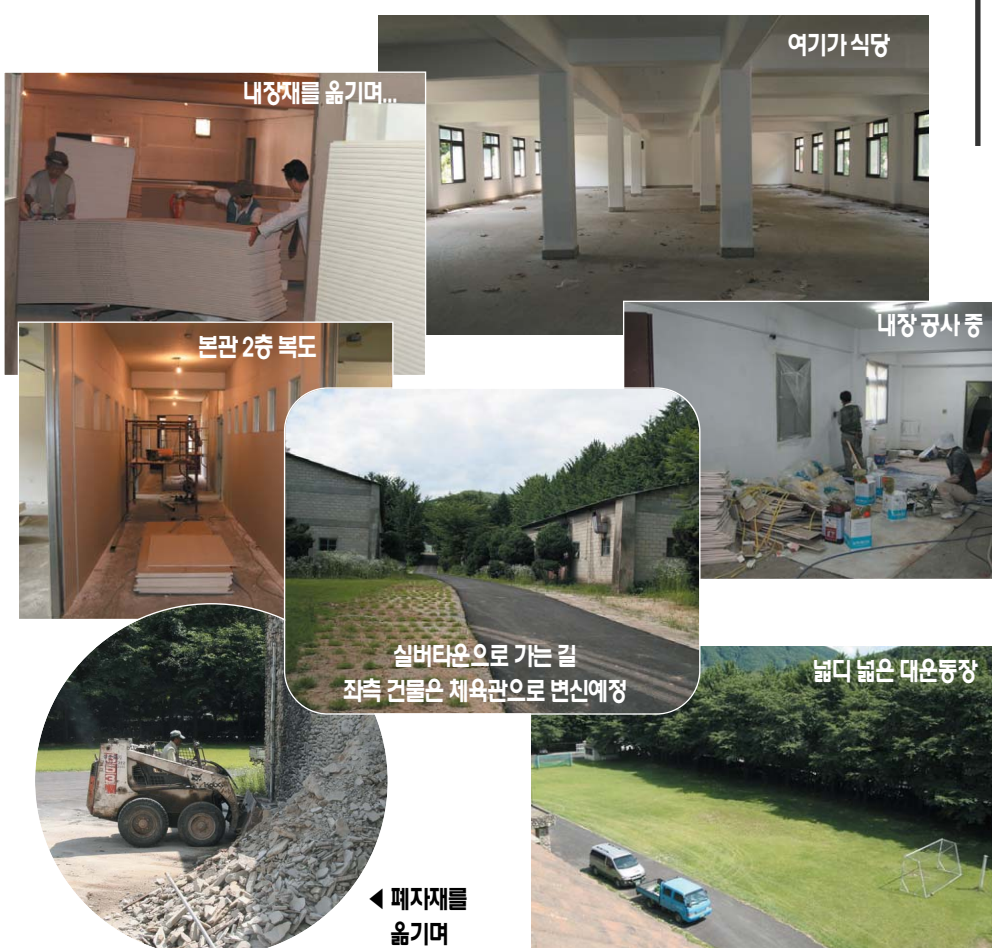 여기가 식당
내장재를 옮기며...
본관 2층 복도
내장 공사 중
실버타운으로 가는 길
좌측 건물은 체육관으로 변신예정
넓디 넓은 대운동장
◀ 폐자재를
옮기며